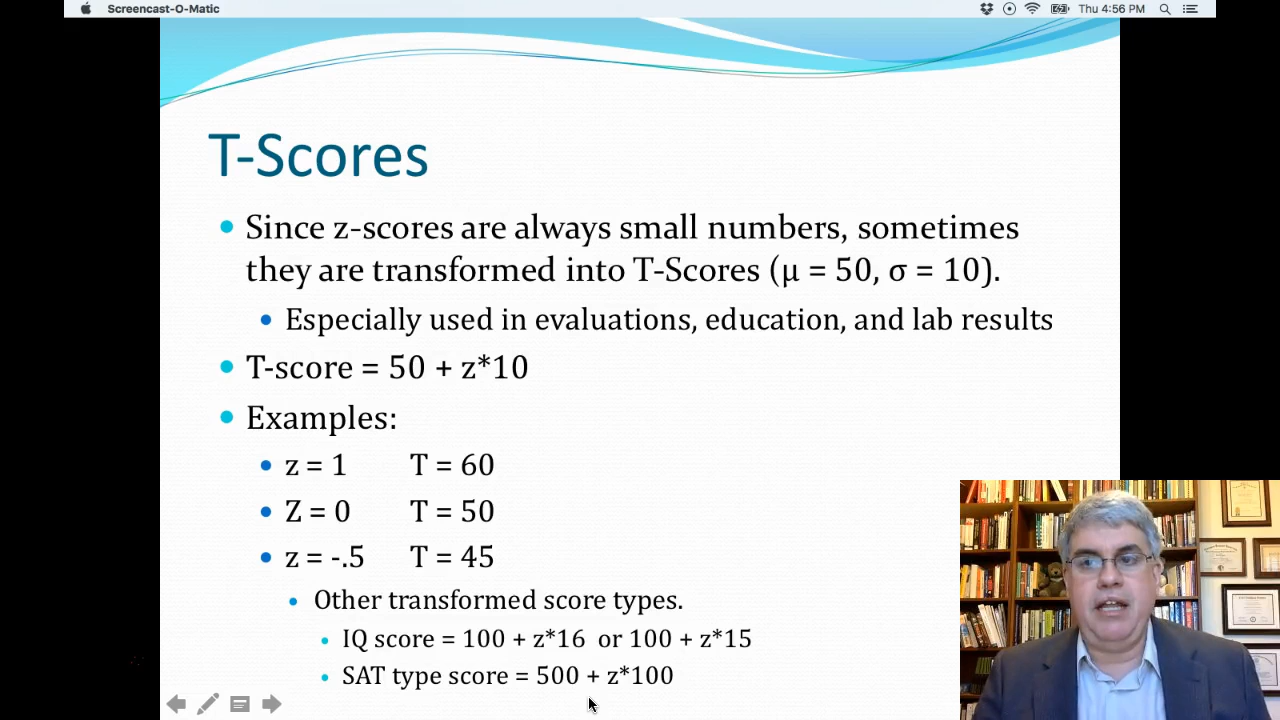 Screencast-O-Matic
Thu 4:56 PM
T-Scores
Since z-scores are always small numbers, sometimes
they are transformed into T-Scores (μ = 50, σ = 10).
Especially used in evaluations, education, and lab results
T-score = 50 + z*10
Examples:
z = 1 T = 60
Z = 0 T = 50
z = -.5 T = 45
Other transformed score types.
IQ score = 100 + z*16 or 100 + z*15
SAT type score = 500 + z*100